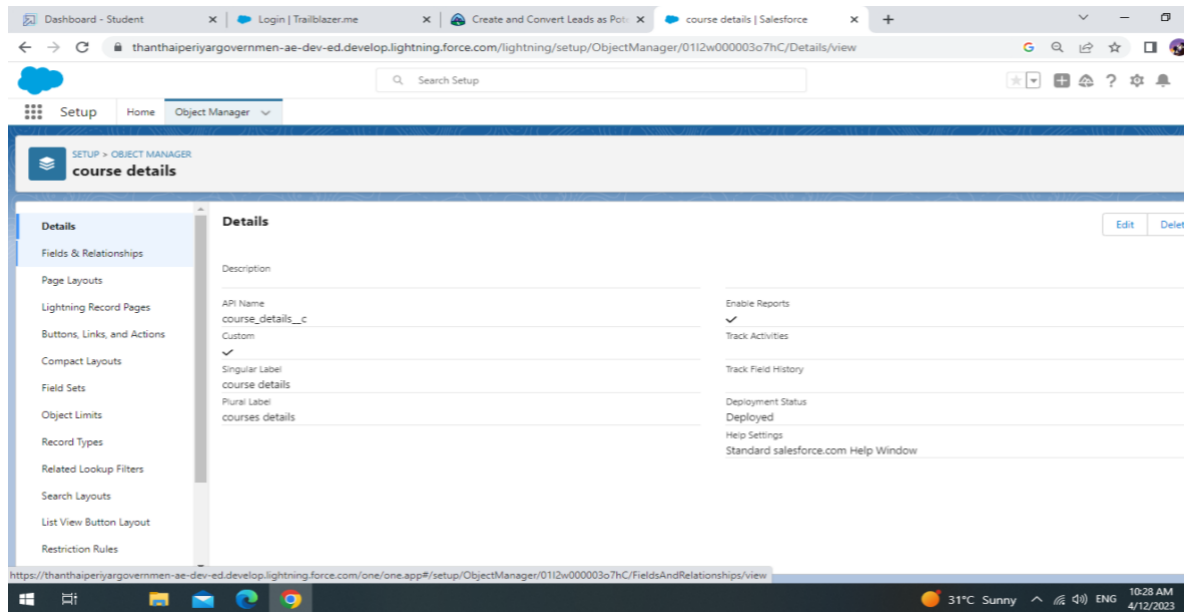 Dashboard - Student
Login | Trailblazer.me
Create and Convert Leads as Pot
course details | Salesforce
thanthaiperiyargovernmen-ae-dev-ed.develop.lightning.force.com/lightning/setup/ObjectManager/01I2w000003o7hC/Details/view
Search Setup
Setup
Home
Object Manager
SETUP > OBJECT MANAGER
course details
Details
Fields & Relationships
Page Layouts
Lightning Record Pages
Buttons, Links, and Actions
Compact Layouts
Field Sets
Object Limits
Record Types
Related Lookup Filters
Search Layouts
List View Button Layout
Restriction Rules
Details
Edit
Delet
Description
API Name
course_details__c
Custom
Singular Label
course details
Plural Label
courses details
Enable Reports
Track Activities
Track Field History
Deployment Status
Deployed
Help Settings
Standard salesforce.com Help Window
https://thanthaiperiyargovernmen-ae-dev-ed.develop.lightning.force.com/one/one.app#/setup/ObjectManager/01I2w000003o7hC/FieldsAndRelationships/view
31°C Sunny
ENG
10:28 AM
4/12/2023